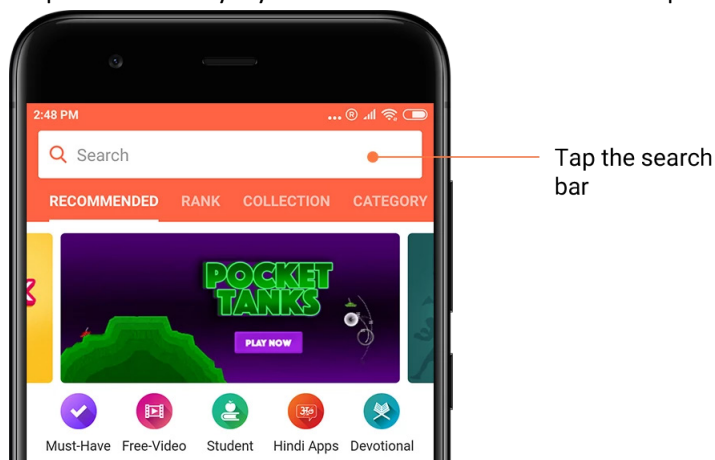 2:48 PM
Search
Tap the search
bar
RECOMMENDED RANK COLLECTION CATEGORY
POCKET
TANKS
PLAY NOW
Must-Have Free-Video Student Hindi Apps Devotional